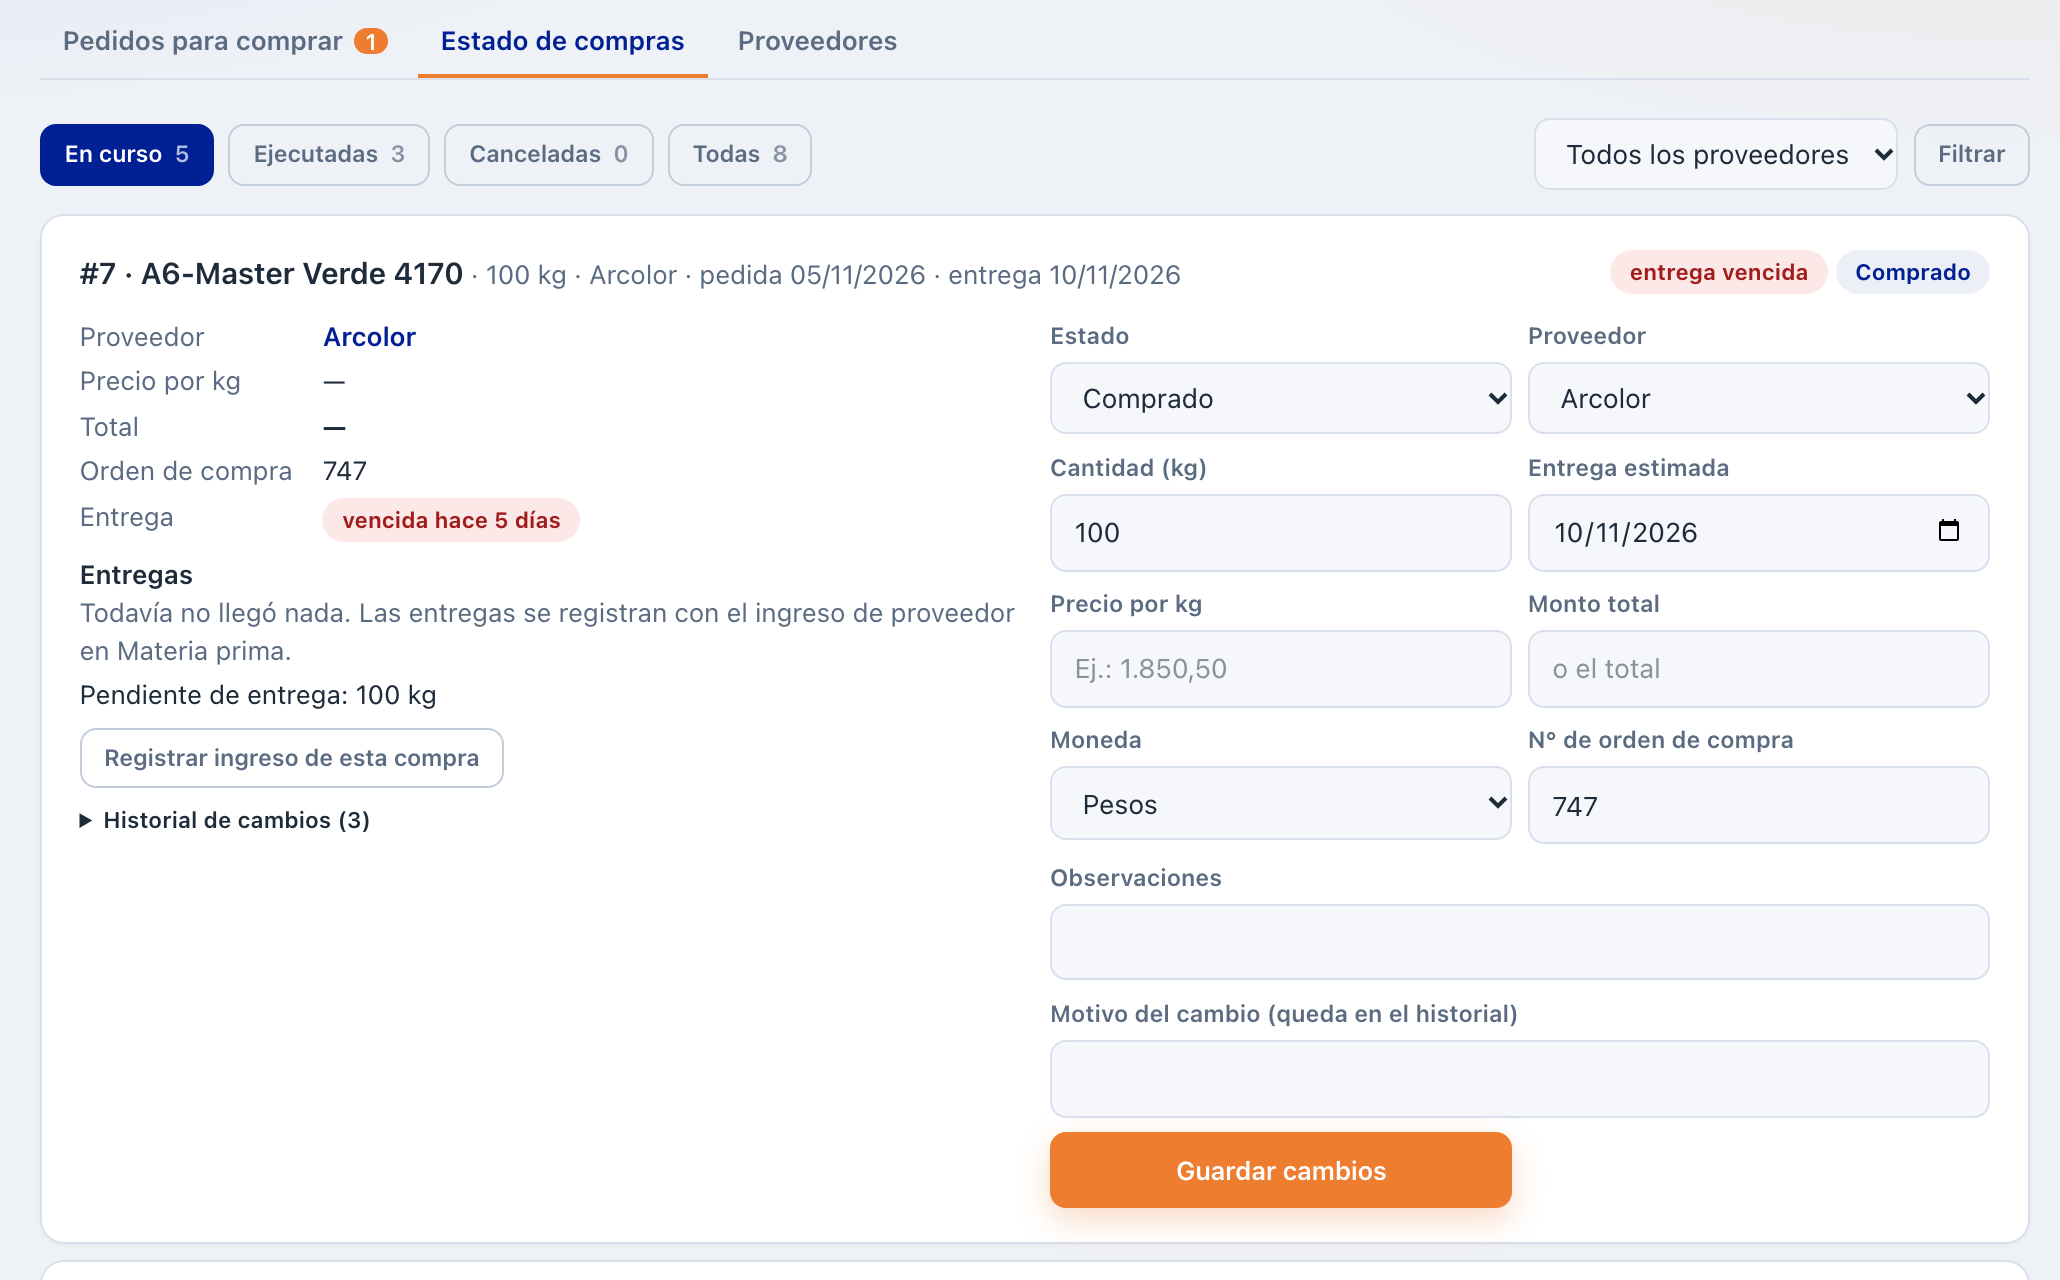 Pedidos para comprar 1 Estado de compras Proveedores
En curso 5 Ejecutadas 3 Canceladas 0 Todas 8 Todos los proveedores Filtrar
#7 · A6-Master Verde 4170 · 100 kg · Arcolor · pedida 05/11/2026 · entrega 10/11/2026 entrega vencida Comprado
Proveedor Arcolor
Precio por kg —
Total —
Orden de compra 747
Entrega vencida hace 5 días
Entregas
Todavía no llegó nada. Las entregas se registran con el ingreso de proveedor
en Materia prima.
Pendiente de entrega: 100 kg
Registrar ingreso de esta compra
Historial de cambios (3)
Estado Proveedor
Comprado Arcolor
Cantidad (kg) Entrega estimada
100 10/11/2026
Precio por kg Monto total
Ej.: 1.850,50 o el total
Moneda Nº de orden de compra
Pesos 747
Observaciones
Motivo del cambio (queda en el historial)
Guardar cambios